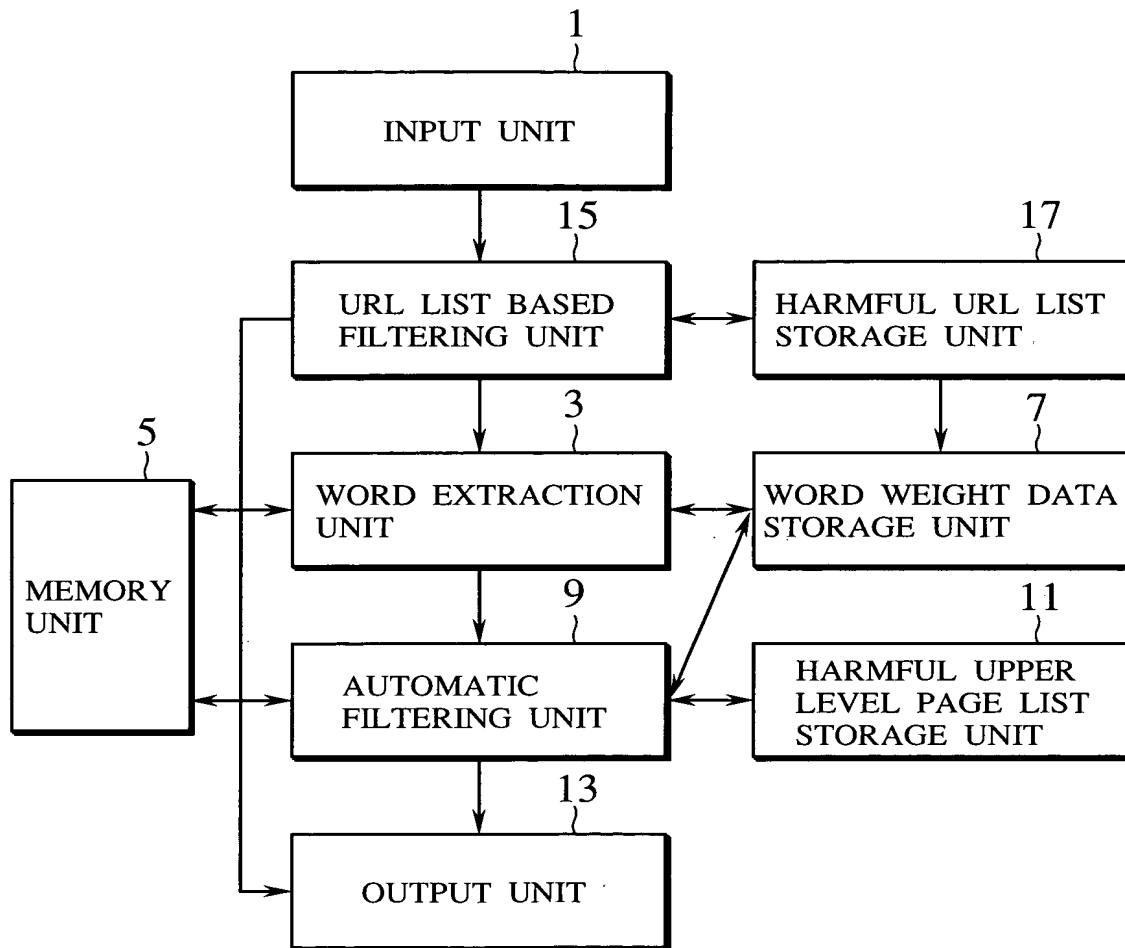 1
INPUT UNIT
15
17
URL LIST BASED
FILTERING UNIT
HARMFUL URL LIST
STORAGE UNIT
3
7
5
WORD EXTRACTION
UNIT
WORD WEIGHT DATA
STORAGE UNIT
MEMORY
UNIT
9
11
AUTOMATIC
FILTERING UNIT
HARMFUL UPPER
LEVEL PAGE LIST
STORAGE UNIT
13
OUTPUT UNIT